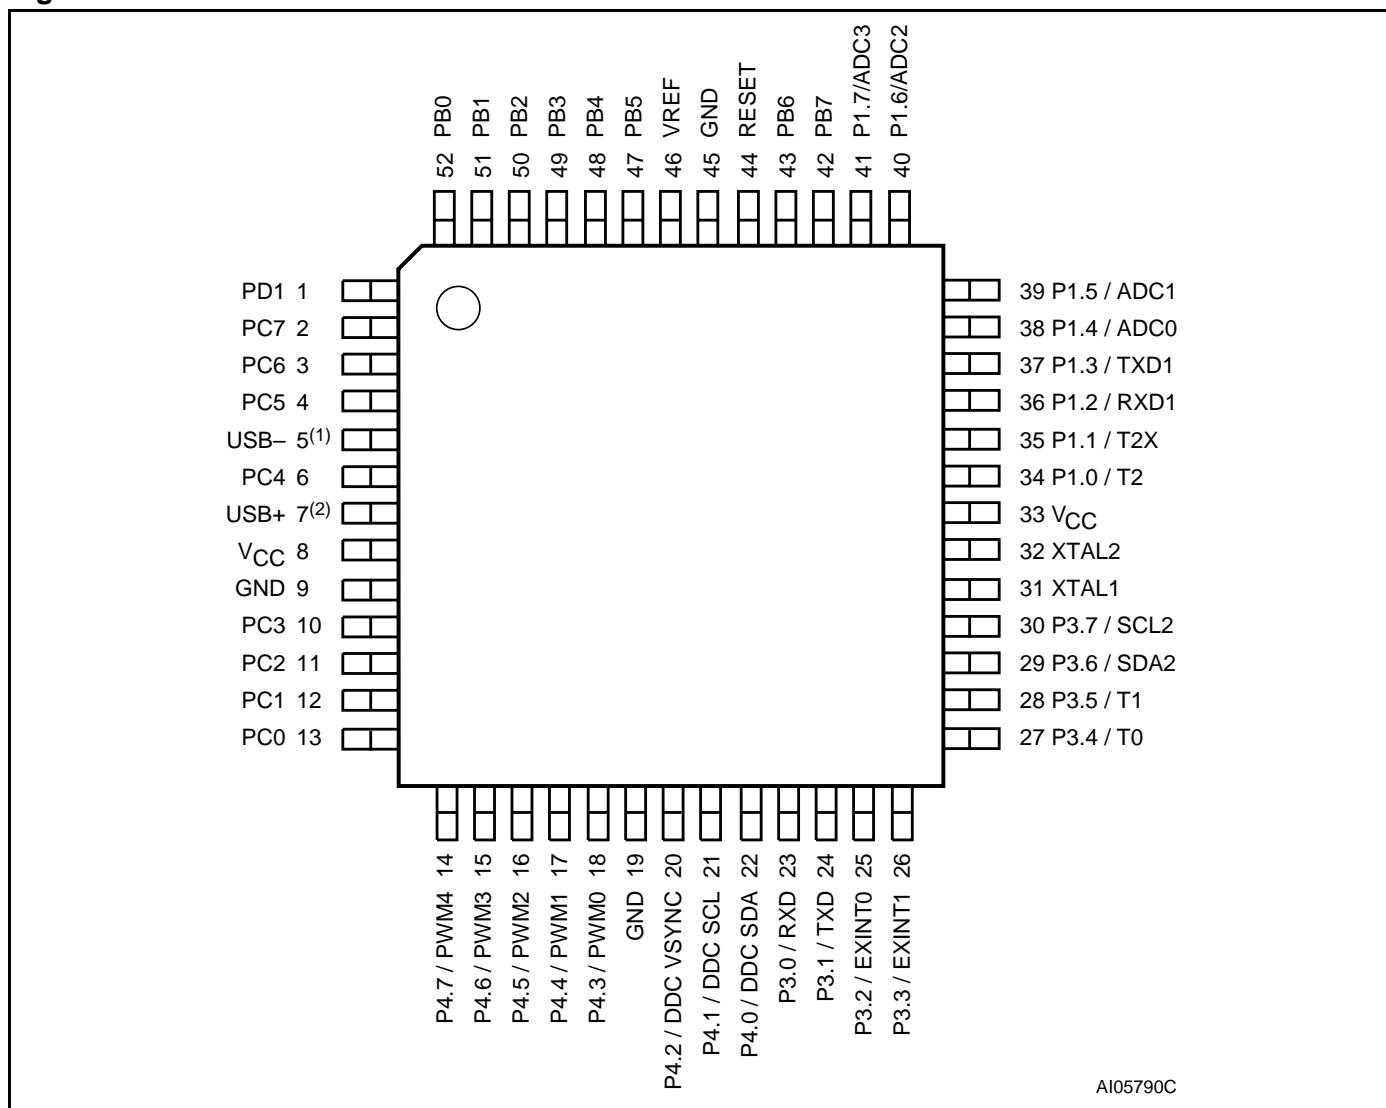 52 PB0
51 PB1
50 PB2
49 PB3
48 PB4
47 PB5
46 VREF
45 GND
44 RESET
43 PB6
42 PB7
41 P1.7/ADC3
40 P1.6/ADC2
PD1 1
PC7 2
PC6 3
PC5 4
USB– 5(1)
PC4 6
USB+ 7(2)
VCC 8
GND 9
PC3 10
PC2 11
PC1 12
PC0 13
39 P1.5 / ADC1
38 P1.4 / ADC0
37 P1.3 / TXD1
36 P1.2 / RXD1
35 P1.1 / T2X
34 P1.0 / T2
33 VCC
32 XTAL2
31 XTAL1
30 P3.7 / SCL2
29 P3.6 / SDA2
28 P3.5 / T1
27 P3.4 / T0
P4.7 / PWM4 14
P4.6 / PWM3 15
P4.5 / PWM2 16
P4.4 / PWM1 17
P4.3 / PWM0 18
GND 19
P4.2 / DDC VSYNC 20
P4.1 / DDC SCL 21
P4.0 / DDC SDA 22
P3.0 / RXD 23
P3.1 / TXD 24
P3.2 / EXINT0 25
P3.3 / EXINT1 26
AI05790C